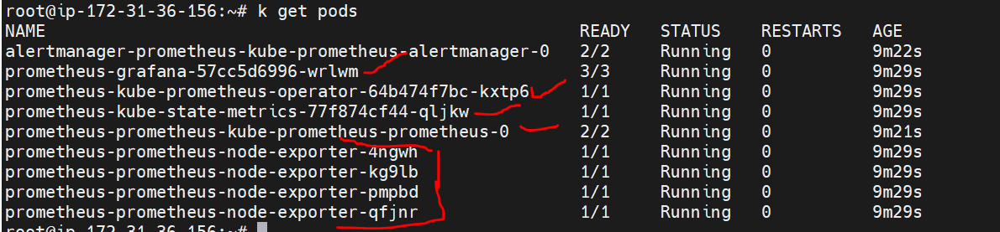 root@ip-172-31-36-156:~# k get pods
NAME READY STATUS RESTARTS AGE
alertmanager-prometheus-kube-prometheus-alertmanager-0 2/2 Running 0 9m22s
prometheus-grafana-57cc5d6996-wrlwm 3/3 Running 0 9m29s
prometheus-kube-prometheus-operator-64b474f7bc-kxtp6 1/1 Running 0 9m29s
prometheus-kube-state-metrics-77f874cf44-qljkw 1/1 Running 0 9m29s
prometheus-prometheus-kube-prometheus-prometheus-0 2/2 Running 0 9m21s
prometheus-prometheus-node-exporter-4ngwh 1/1 Running 0 9m29s
prometheus-prometheus-node-exporter-kg9lb 1/1 Running 0 9m29s
prometheus-prometheus-node-exporter-pmpbd 1/1 Running 0 9m29s
prometheus-prometheus-node-exporter-qfjnr 1/1 Running 0 9m29s
root@ip-172-31-36-156:~#